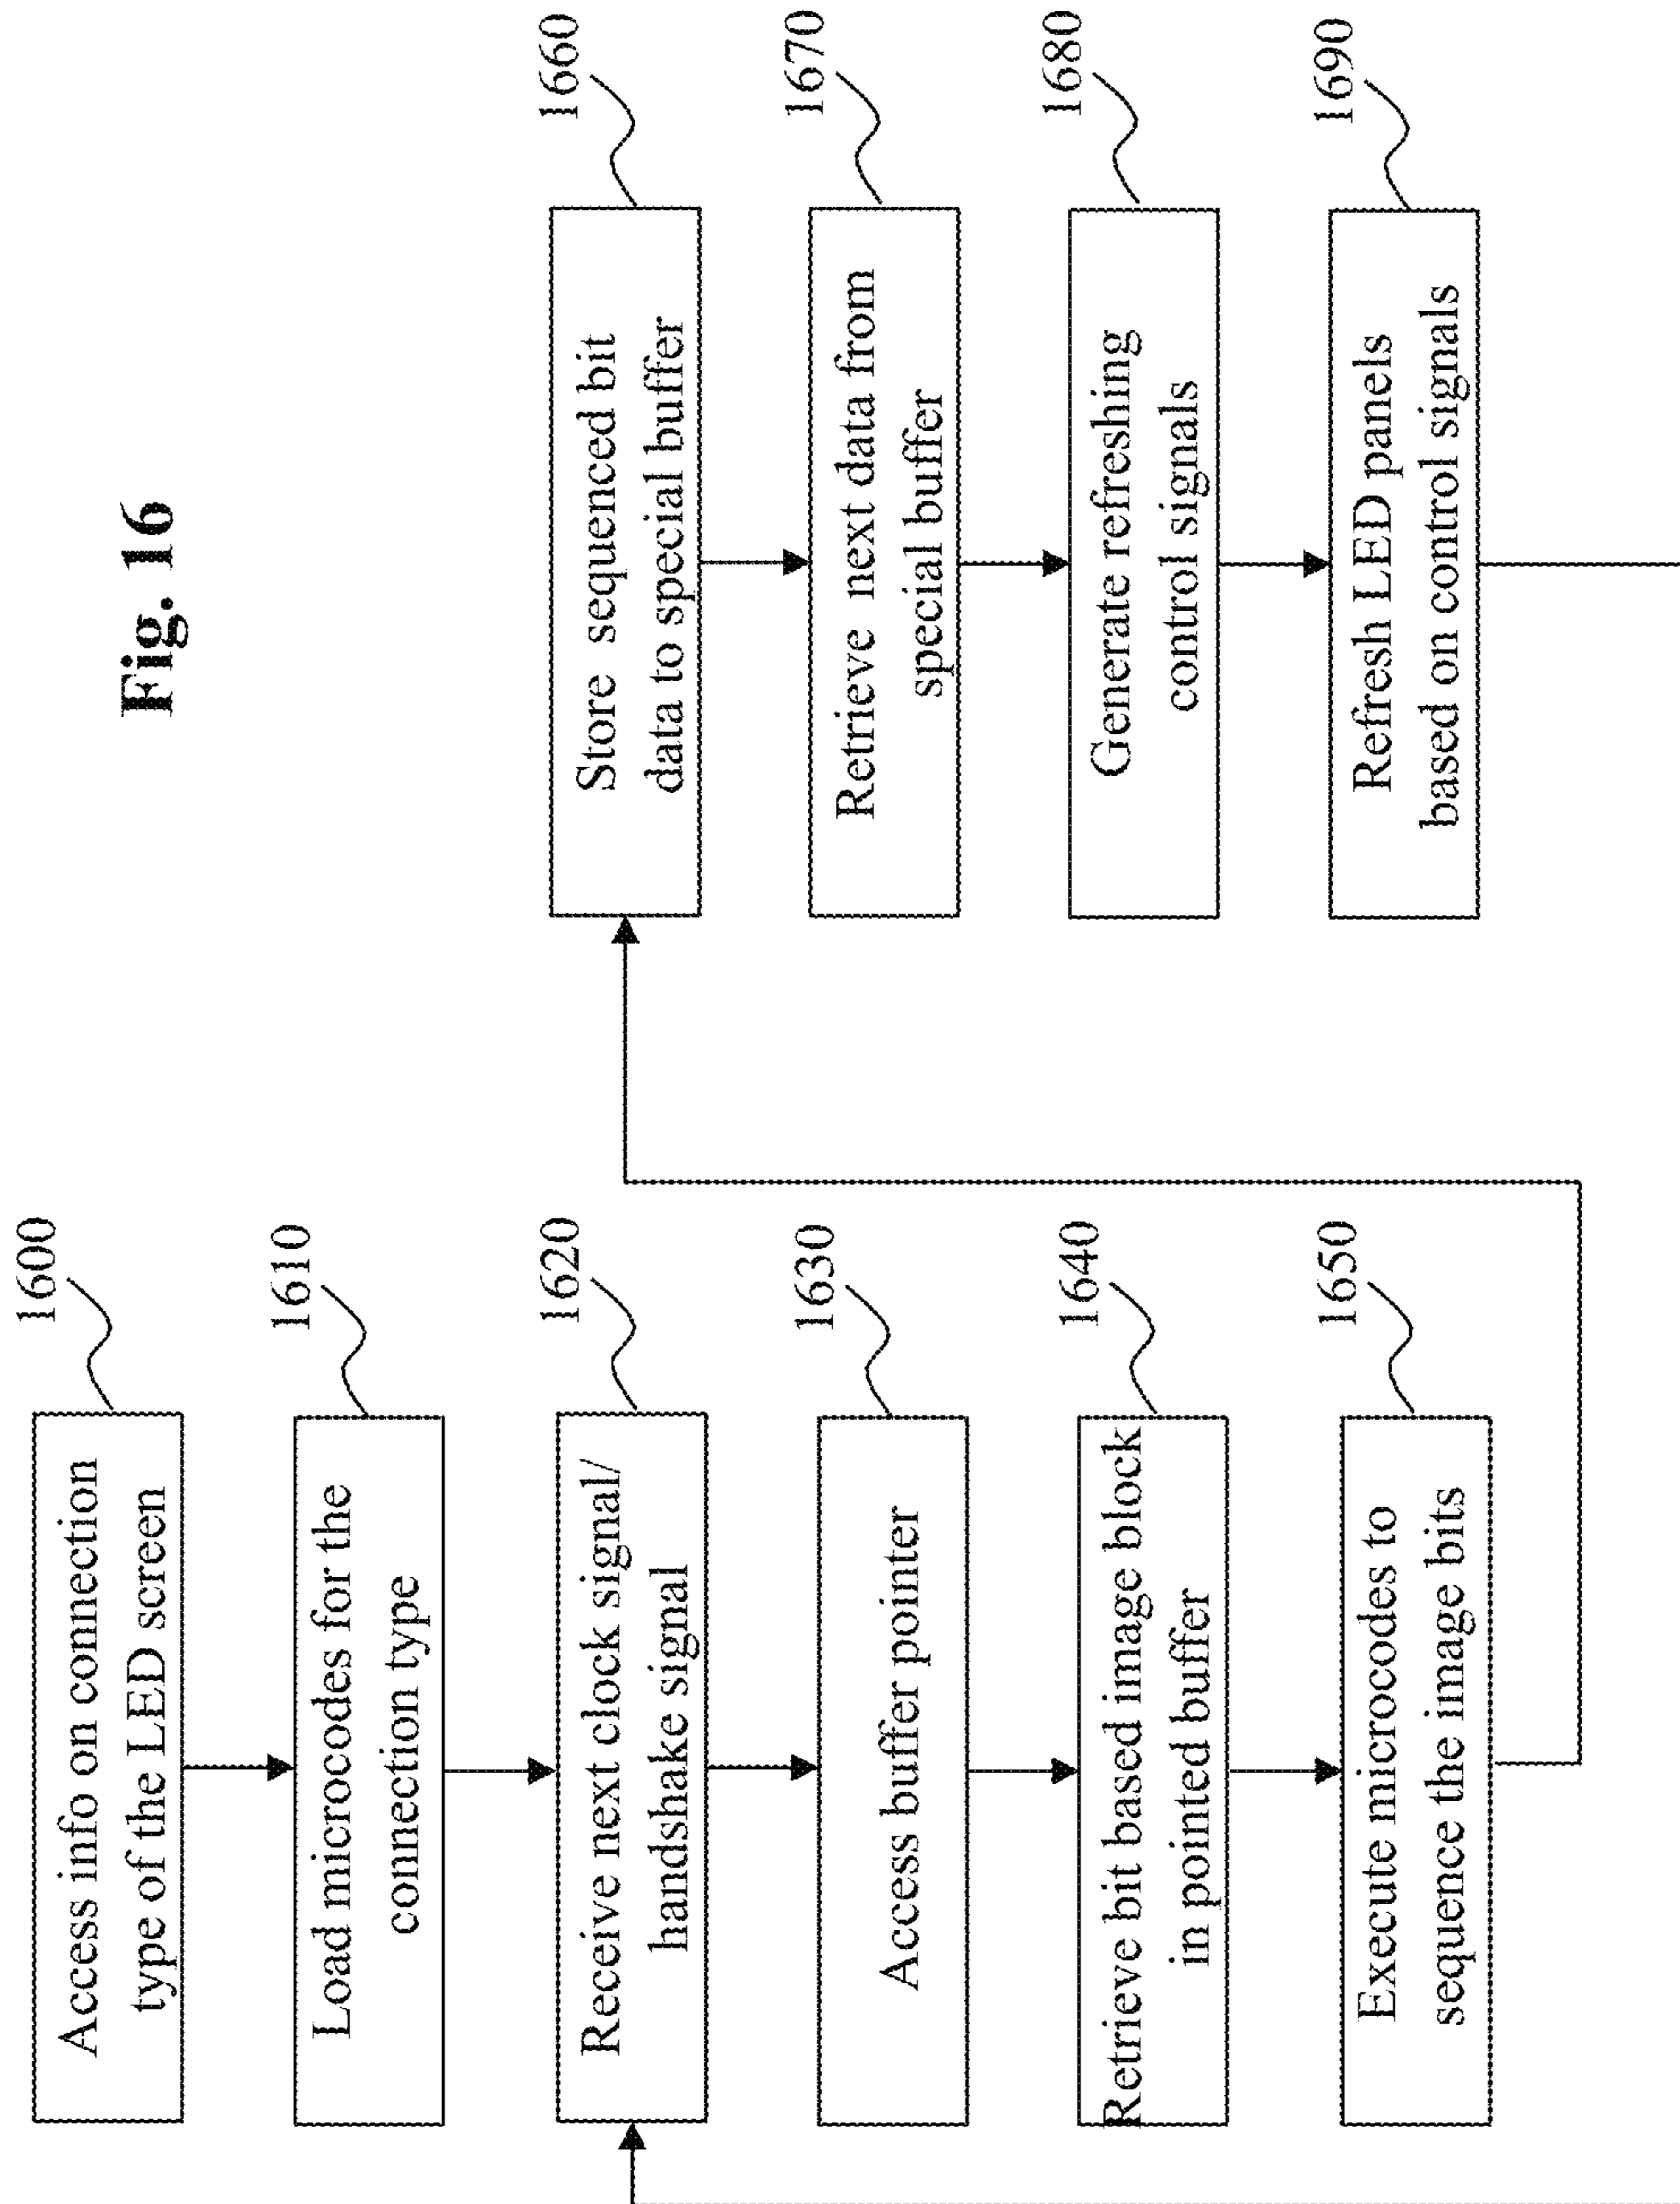 Fig. 16
1600
Access info on connection
type of the LED screen
1610
Load microcodes for the
connection type
1620
Receive next clock signal/
handshake signal
1630
Access buffer pointer
1640
Retrieve bit based image block
in pointed buffer
1650
Execute microcodes to
sequence the image bits
1660
Store sequenced bit
data to special buffer
1670
Retrieve next data from
special buffer
1680
Generate refreshing
control signals
1690
Refresh LED panels
based on control signals